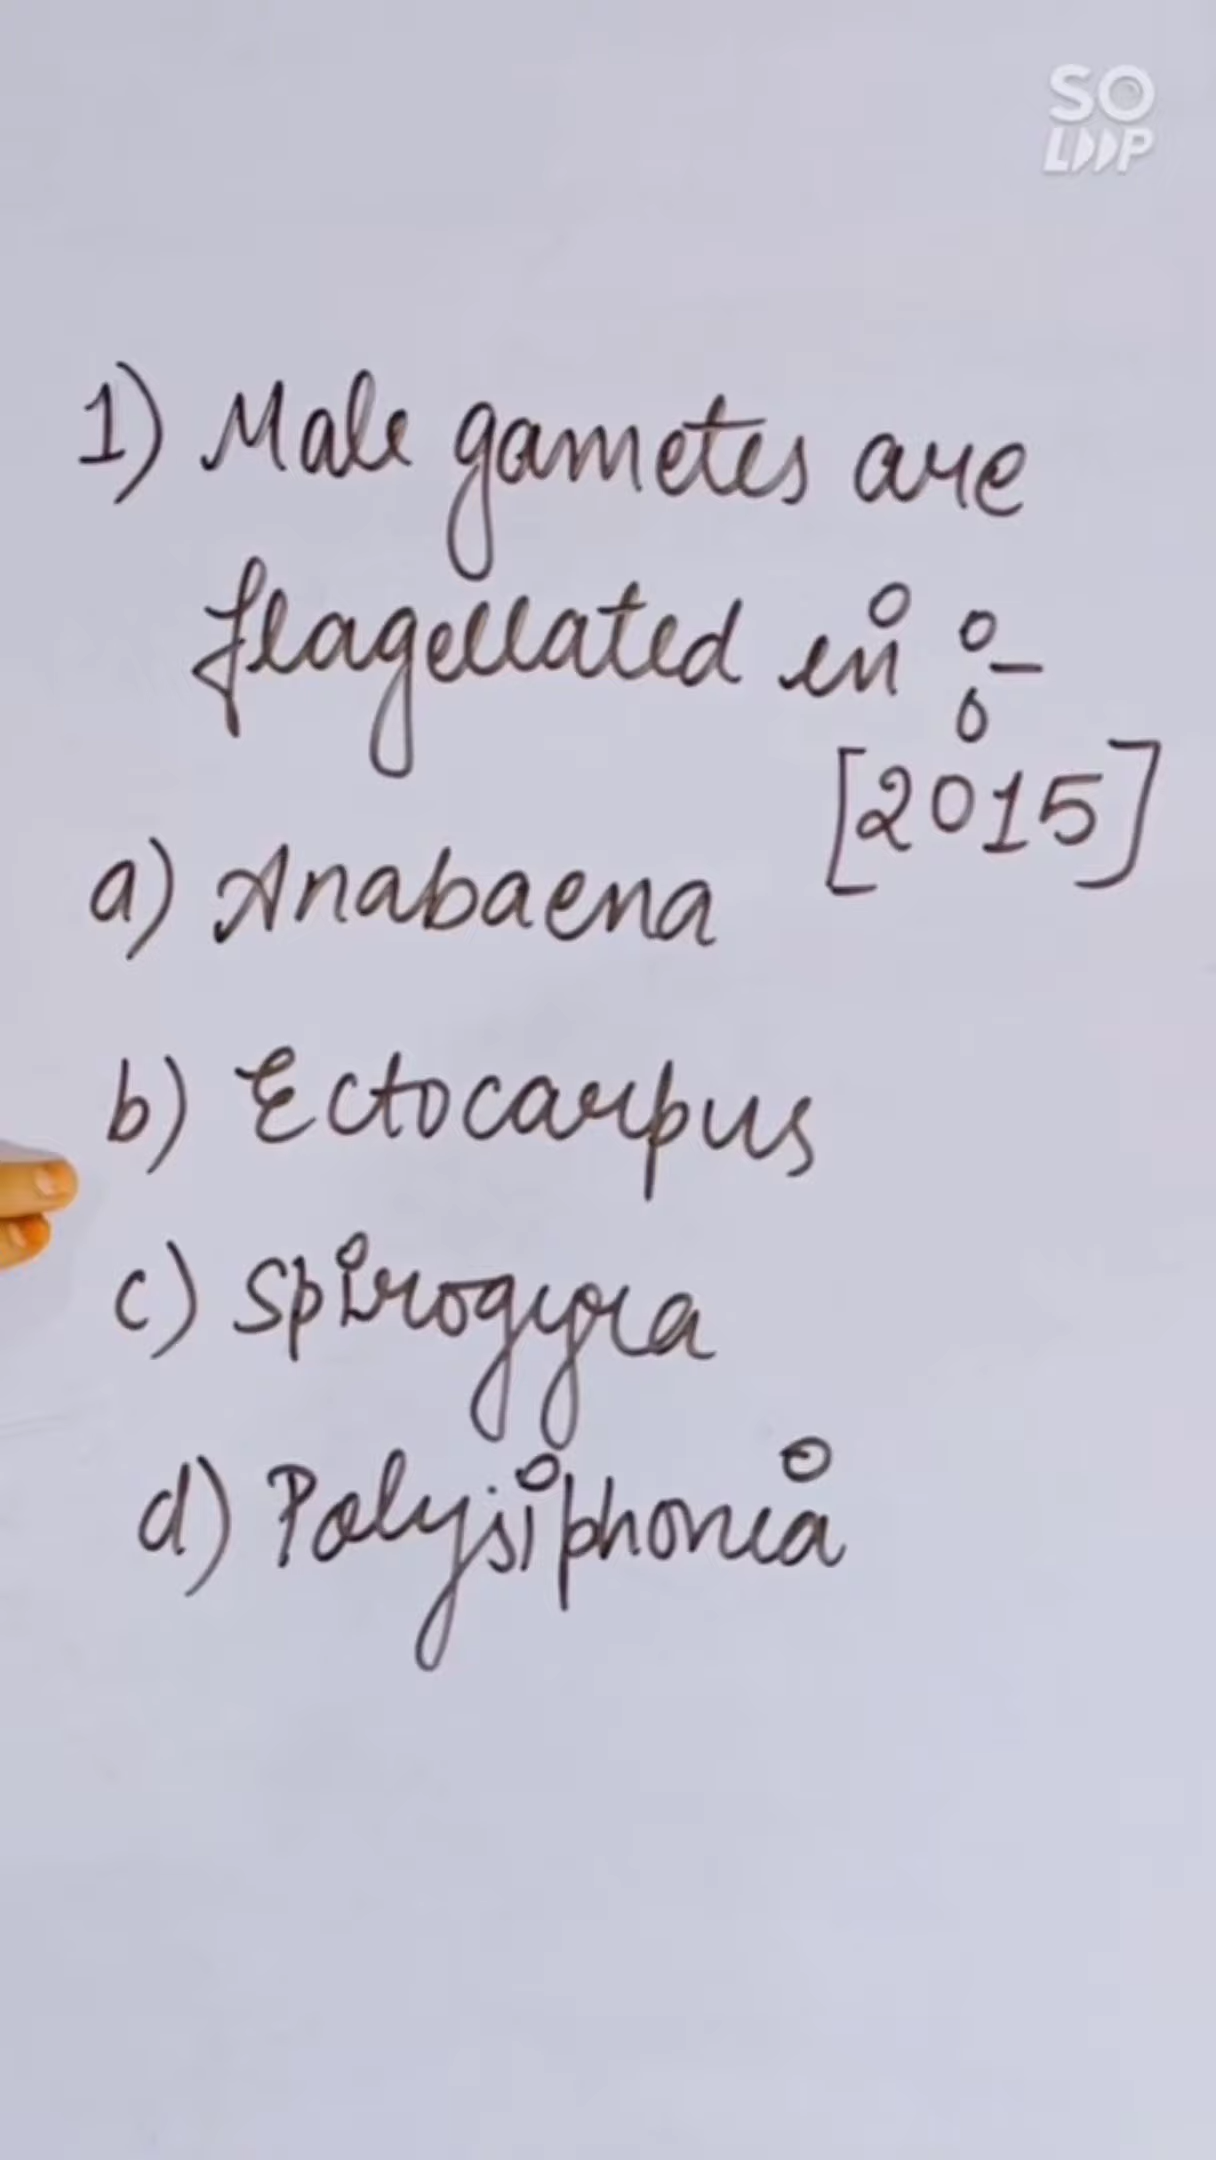 SO
LOOP
1) Male gametes are
flagellated in :-
[2015]
a) Anabaena
b) Ectocarpus
c) Spirogyra
d) Polysiphonia